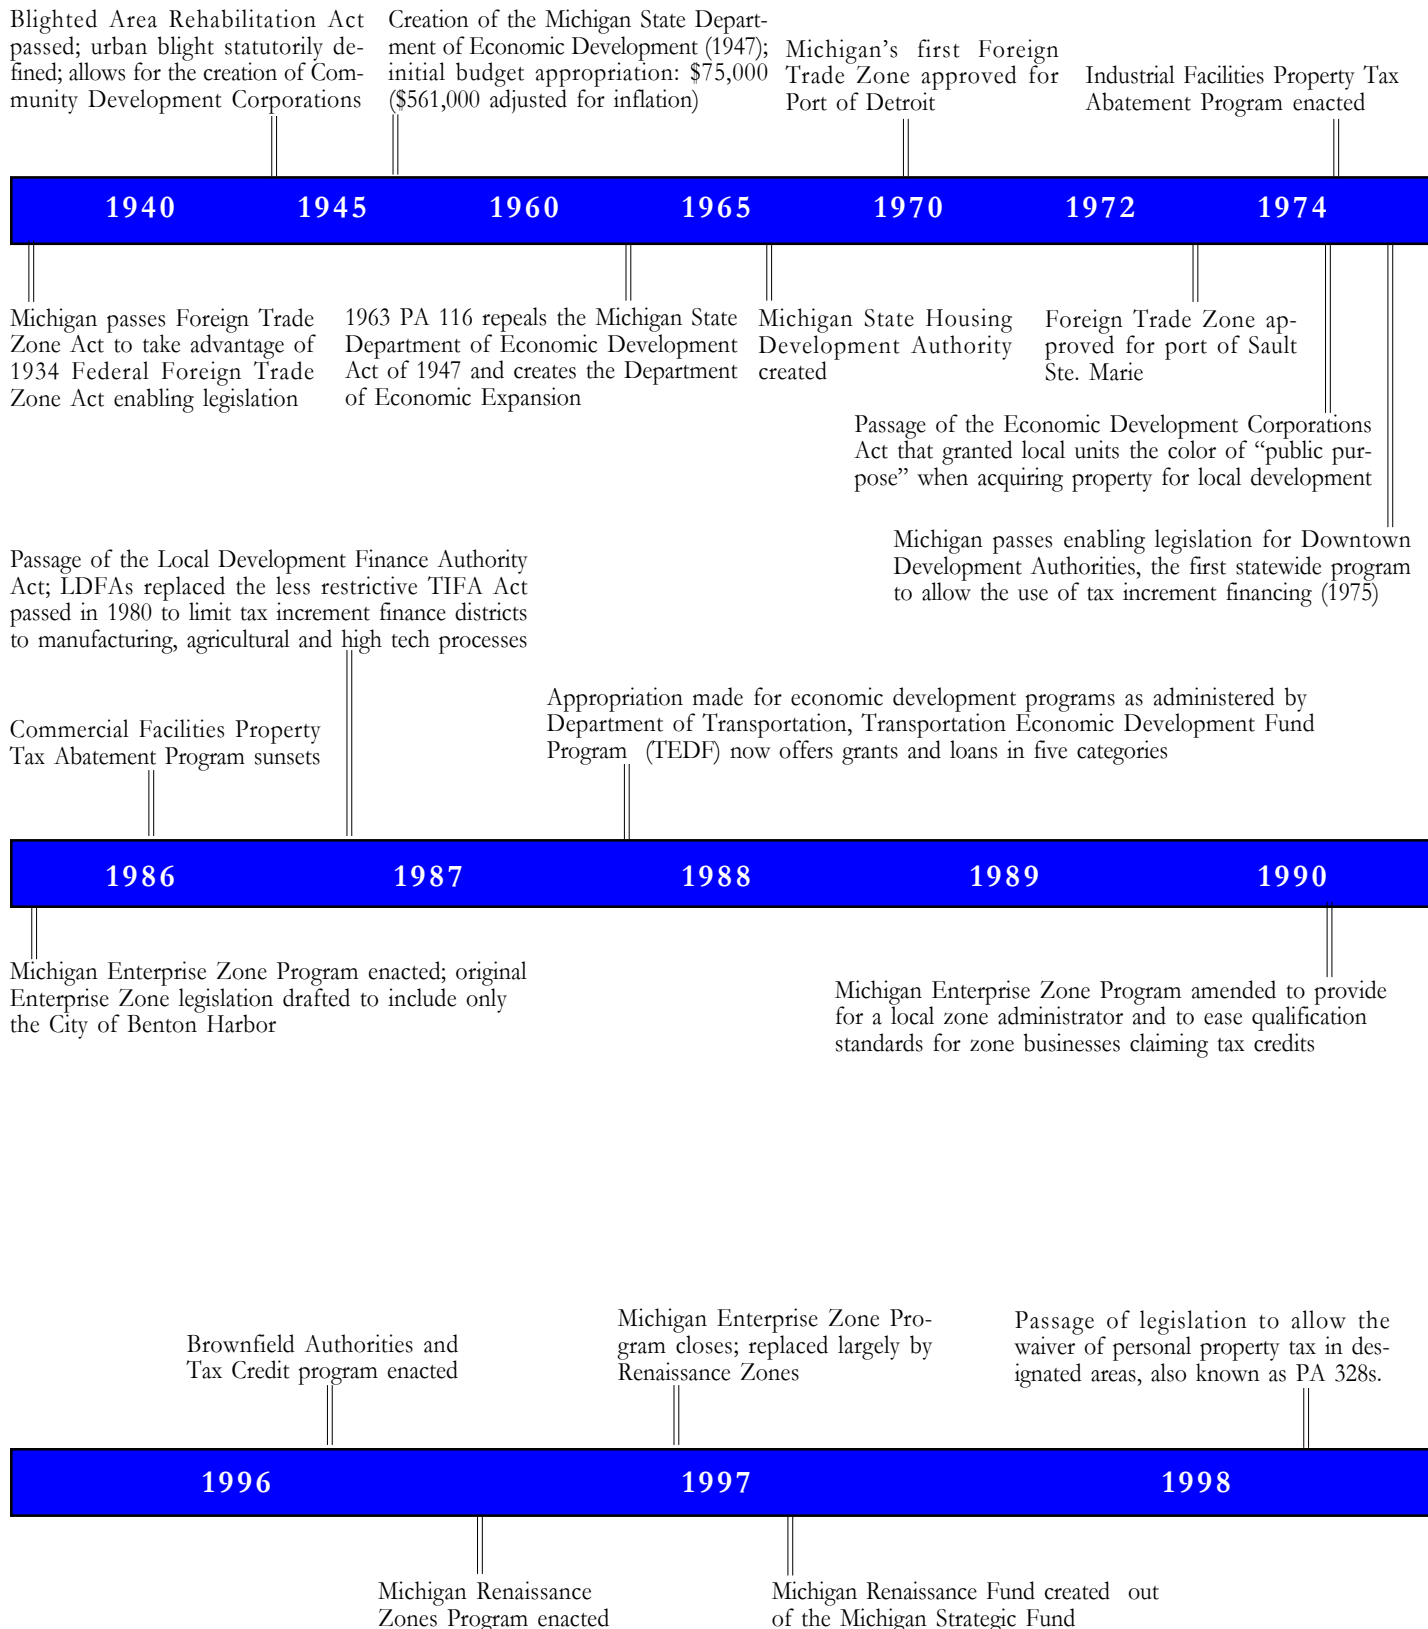 Blighted Area Rehabilitation Act
passed; urban blight statutorily de-
fined; allows for the creation of Com-
munity Development Corporations
Creation of the Michigan State Depart-
ment of Economic Development (1947);
initial budget appropriation: $75,000
($561,000 adjusted for inflation)
Michigan's first Foreign
Trade Zone approved for
Port of Detroit
Industrial Facilities Property Tax
Abatement Program enacted
1940 1945 1960 1965 1970 1972 1974
Michigan passes Foreign Trade
Zone Act to take advantage of
1934 Federal Foreign Trade
Zone Act enabling legislation
1963 PA 116 repeals the Michigan State
Department of Economic Development
Act of 1947 and creates the Department
of Economic Expansion
Michigan State Housing
Development Authority
created
Foreign Trade Zone ap-
proved for port of Sault
Ste. Marie
Passage of the Economic Development Corporations
Act that granted local units the color of “public pur-
pose” when acquiring property for local development
Michigan passes enabling legislation for Downtown
Development Authorities, the first statewide program
to allow the use of tax increment financing (1975)
Passage of the Local Development Finance Authority
Act; LDFAs replaced the less restrictive TIFA Act
passed in 1980 to limit tax increment finance districts
to manufacturing, agricultural and high tech processes
Commercial Facilities Property
Tax Abatement Program sunsets
Appropriation made for economic development programs as administered by
Department of Transportation, Transportation Economic Development Fund
Program (TEDF) now offers grants and loans in five categories
1986 1987 1988 1989 1990
Michigan Enterprise Zone Program enacted; original
Enterprise Zone legislation drafted to include only
the City of Benton Harbor
Michigan Enterprise Zone Program amended to provide
for a local zone administrator and to ease qualification
standards for zone businesses claiming tax credits
Brownfield Authorities and
Tax Credit program enacted
Michigan Enterprise Zone Pro-
gram closes; replaced largely by
Renaissance Zones
Passage of legislation to allow the
waiver of personal property tax in des-
ignated areas, also known as PA 328s.
1996 1997 1998
Michigan Renaissance
Zones Program enacted
Michigan Renaissance Fund created out
of the Michigan Strategic Fund